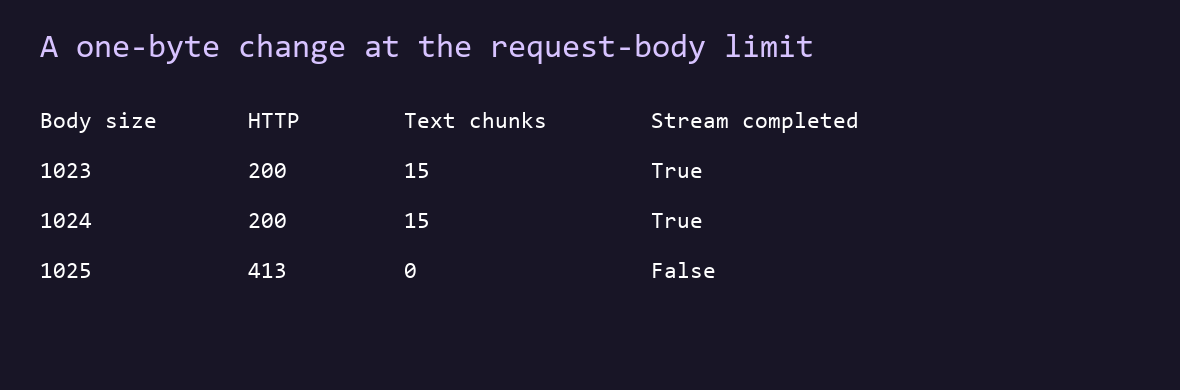 A one-byte change at the request-body limit
Body size HTTP Text chunks Stream completed
1023 200 15 True
1024 200 15 True
1025 413 0 False